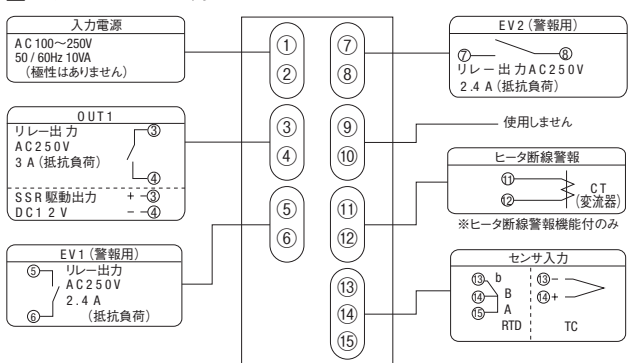 入力電源
AC100～250V
50/60Hz 10VA
(極性はありません)
OUT1
リレー出力
AC250V
3A(抵抗負荷)
③
④
SSR駆動出力 + -③
DC12V - -④
EV1(警報用)
⑤ リレー出力
AC250V
2.4A
⑥ (抵抗負荷)
①
②
③
④
⑤
⑥
⑦
⑧
⑨
⑩
⑪
⑫
⑬
⑭
⑮
EV2(警報用)
⑦ ⑧
リレー出力AC250V
2.4A(抵抗負荷)
使用しません
ヒータ断線警報
⑪
⑫
CT
(変流器)
※ヒータ断線警報機能付のみ
センサ入力
⑬ b ⑬-
⑭ B ⑭+
⑮ A
RTD TC